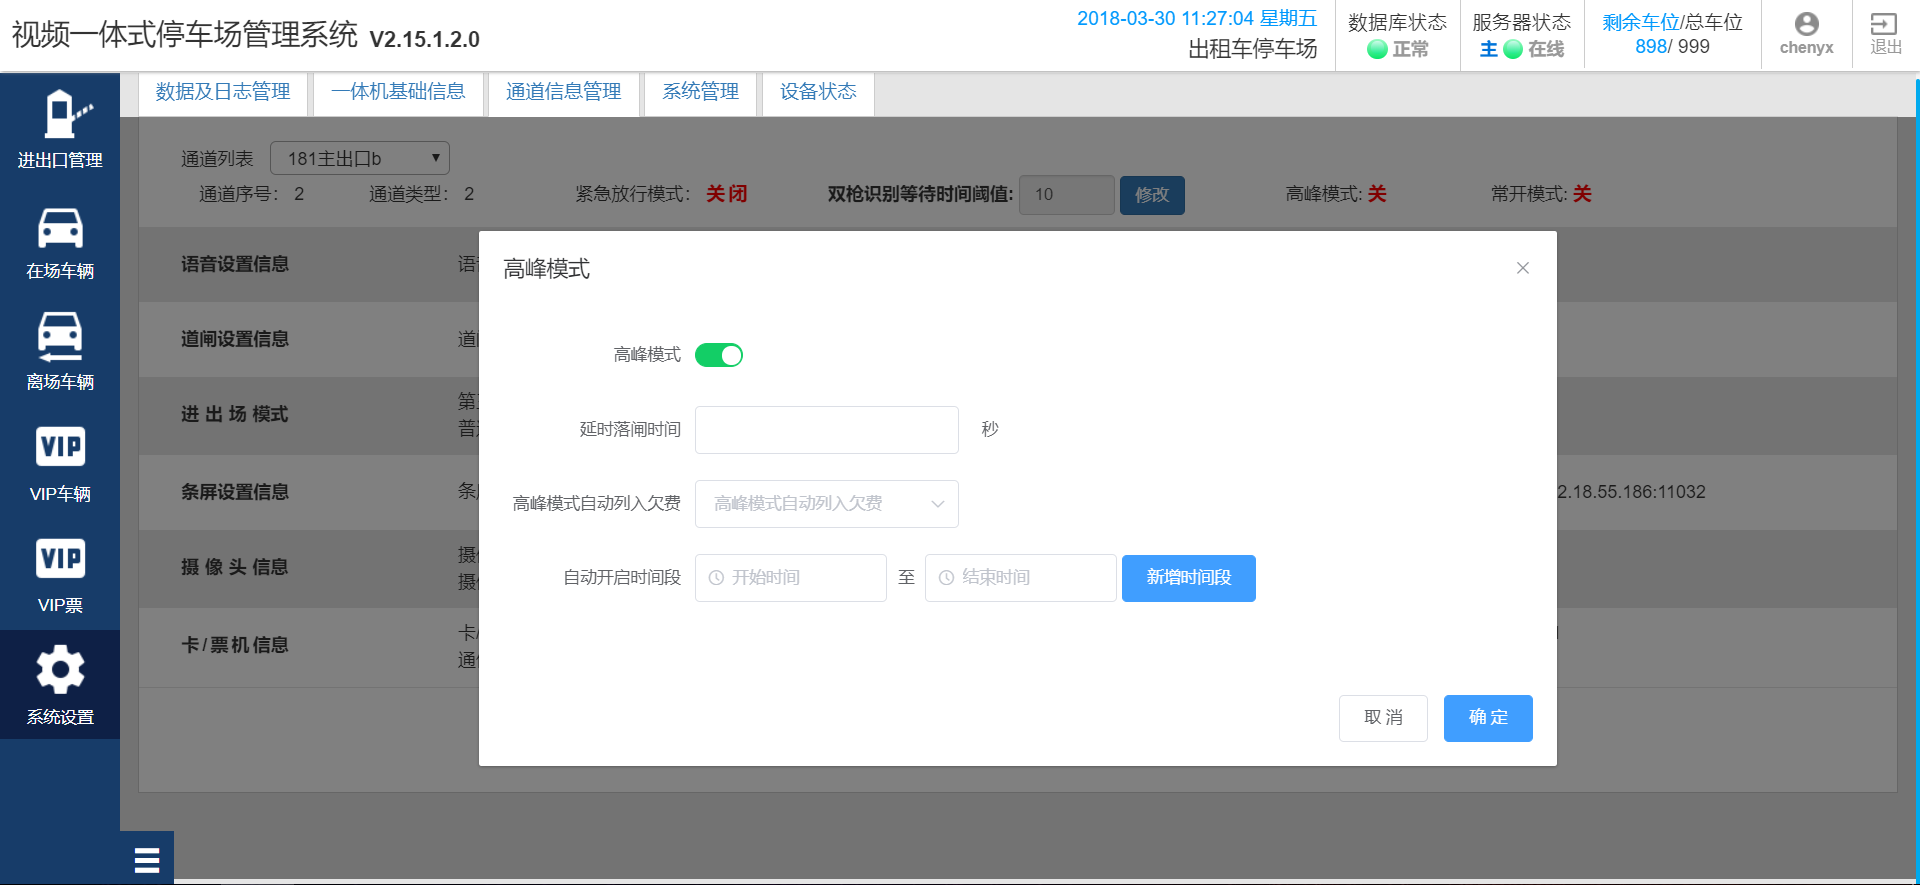 视频一体式停车场管理系统 V2.15.1.2.0
2018-03-30 11:27:04 星期五
出租车停车场
数据库状态
正常
服务器状态
主 在线
剩余车位/总车位
898/ 999
chenyx
退出
数据及日志管理
一体机基础信息
通道信息管理
系统管理
设备状态
进出口管理
在场车辆
离场车辆
VIP
VIP车辆
VIP
VIP票
系统设置
通道列表 181主出口b
通道序号： 2 通道类型： 2 紧急放行模式： 关闭 双枪识别等待时间阈值: 10 修改 高峰模式: 关 常开模式: 关
语音设置信息 语
道闸设置信息 道
进 出 场 模式 第
普
条屏设置信息 条
2.18.55.186:11032
摄 像 头 信息 摄
摄
卡/票机信息 卡/
通
高峰模式
高峰模式
延时落闸时间 秒
高峰模式自动列入欠费 高峰模式自动列入欠费
自动开启时间段 开始时间 至 结束时间 新增时间段
取 消 确 定